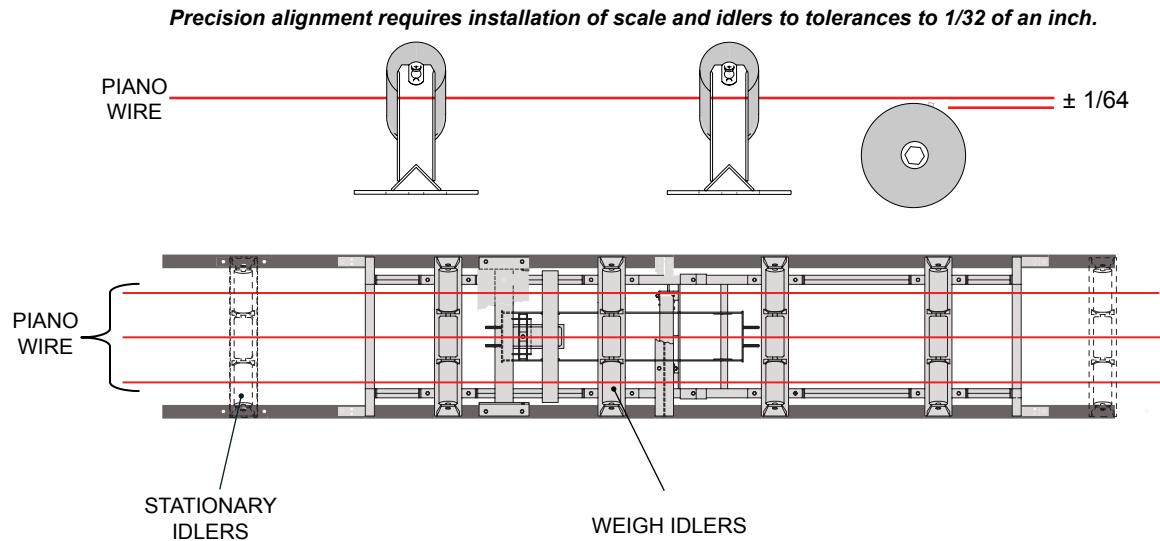 Precision alignment requires installation of scale and idlers to tolerances to 1/32 of an inch.
PIANO
WIRE
± 1/64
PIANO
WIRE
STATIONARY
IDLERS
WEIGH IDLERS